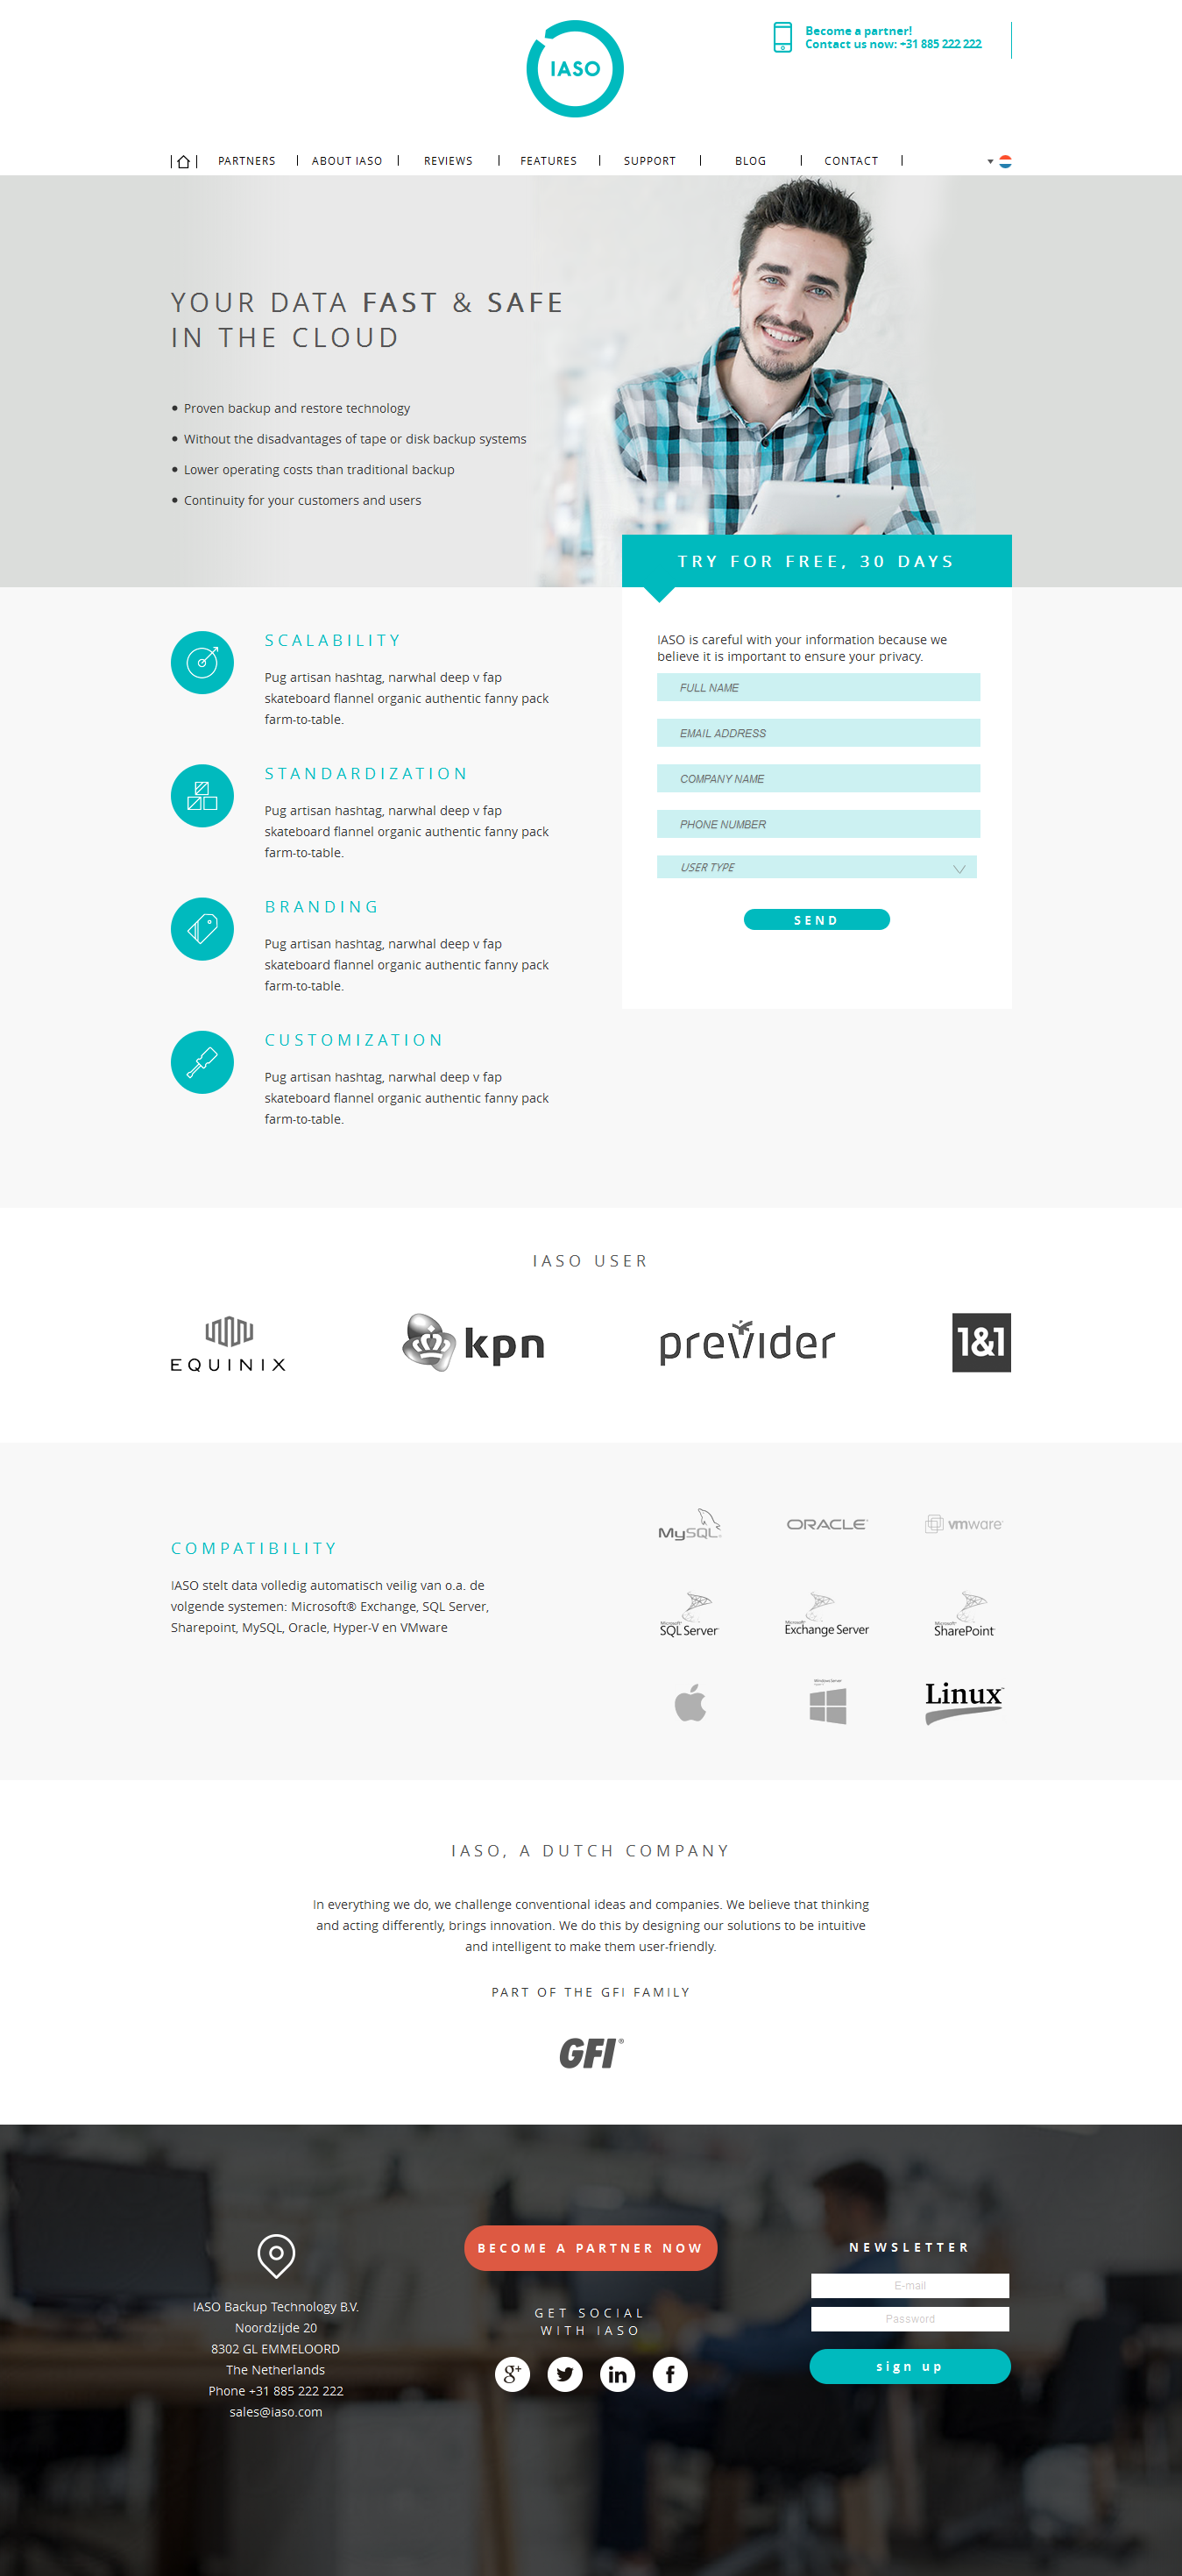 IASO
Become a partner!
Contact us now: +31 885 222 222
PARTNERS
ABOUT IASO
REVIEWS
FEATURES
SUPPORT
BLOG
CONTACT
YOUR DATA FAST & SAFE
IN THE CLOUD
Proven backup and restore technology
Without the disadvantages of tape or disk backup systems
Lower operating costs than traditional backup
Continuity for your customers and users
TRY FOR FREE, 30 DAYS
IASO is careful with your information because we
believe it is important to ensure your privacy.
FULL NAME
EMAIL ADDRESS
COMPANY NAME
PHONE NUMBER
USER TYPE
SEND
SCALABILITY
Pug artisan hashtag, narwhal deep v fap
skateboard flannel organic authentic fanny pack
farm-to-table.
STANDARDIZATION
Pug artisan hashtag, narwhal deep v fap
skateboard flannel organic authentic fanny pack
farm-to-table.
BRANDING
Pug artisan hashtag, narwhal deep v fap
skateboard flannel organic authentic fanny pack
farm-to-table.
CUSTOMIZATION
Pug artisan hashtag, narwhal deep v fap
skateboard flannel organic authentic fanny pack
farm-to-table.
IASO USER
EQUINIX
kpn
previder
1&1
COMPATIBILITY
IASO stelt data volledig automatisch veilig van o.a. de
volgende systemen: Microsoft® Exchange, SQL Server,
Sharepoint, MySQL, Oracle, Hyper-V en VMware
MySQL
ORACLE
vmware
Microsoft
SQL Server
Microsoft
Exchange Server
Microsoft
SharePoint
Windows Server
Linux™
IASO, A DUTCH COMPANY
In everything we do, we challenge conventional ideas and companies. We believe that thinking
and acting differently, brings innovation. We do this by designing our solutions to be intuitive
and intelligent to make them user-friendly.
PART OF THE GFI FAMILY
GFI®
IASO Backup Technology B.V.
Noordzijde 20
8302 GL EMMELOORD
The Netherlands
Phone +31 885 222 222
sales@iaso.com
BECOME A PARTNER NOW
GET SOCIAL
WITH IASO
g+
in
f
NEWSLETTER
E-mail
Password
sign up